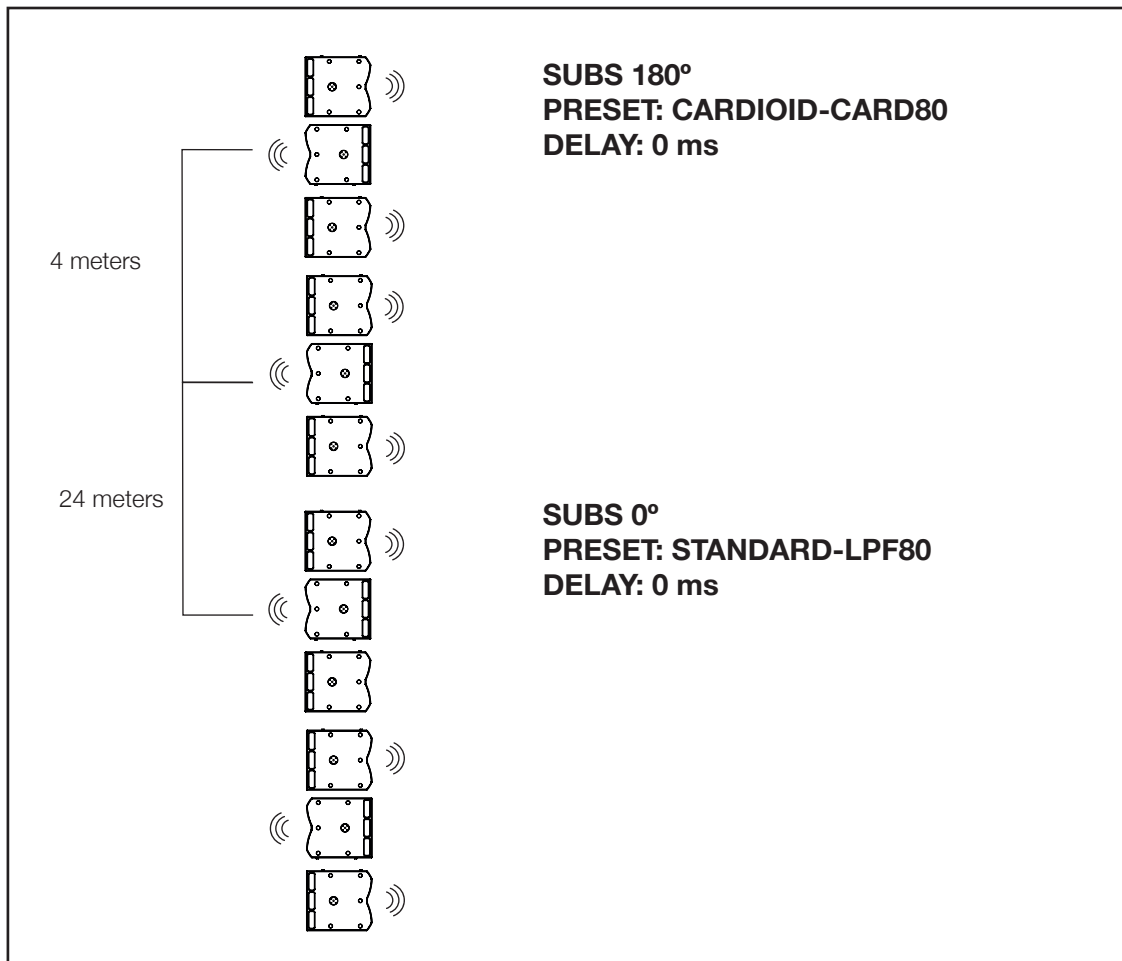 SUBS 180º
PRESET: CARDIOID-CARD80
DELAY: 0 ms
4 meters
24 meters
SUBS 0º
PRESET: STANDARD-LPF80
DELAY: 0 ms